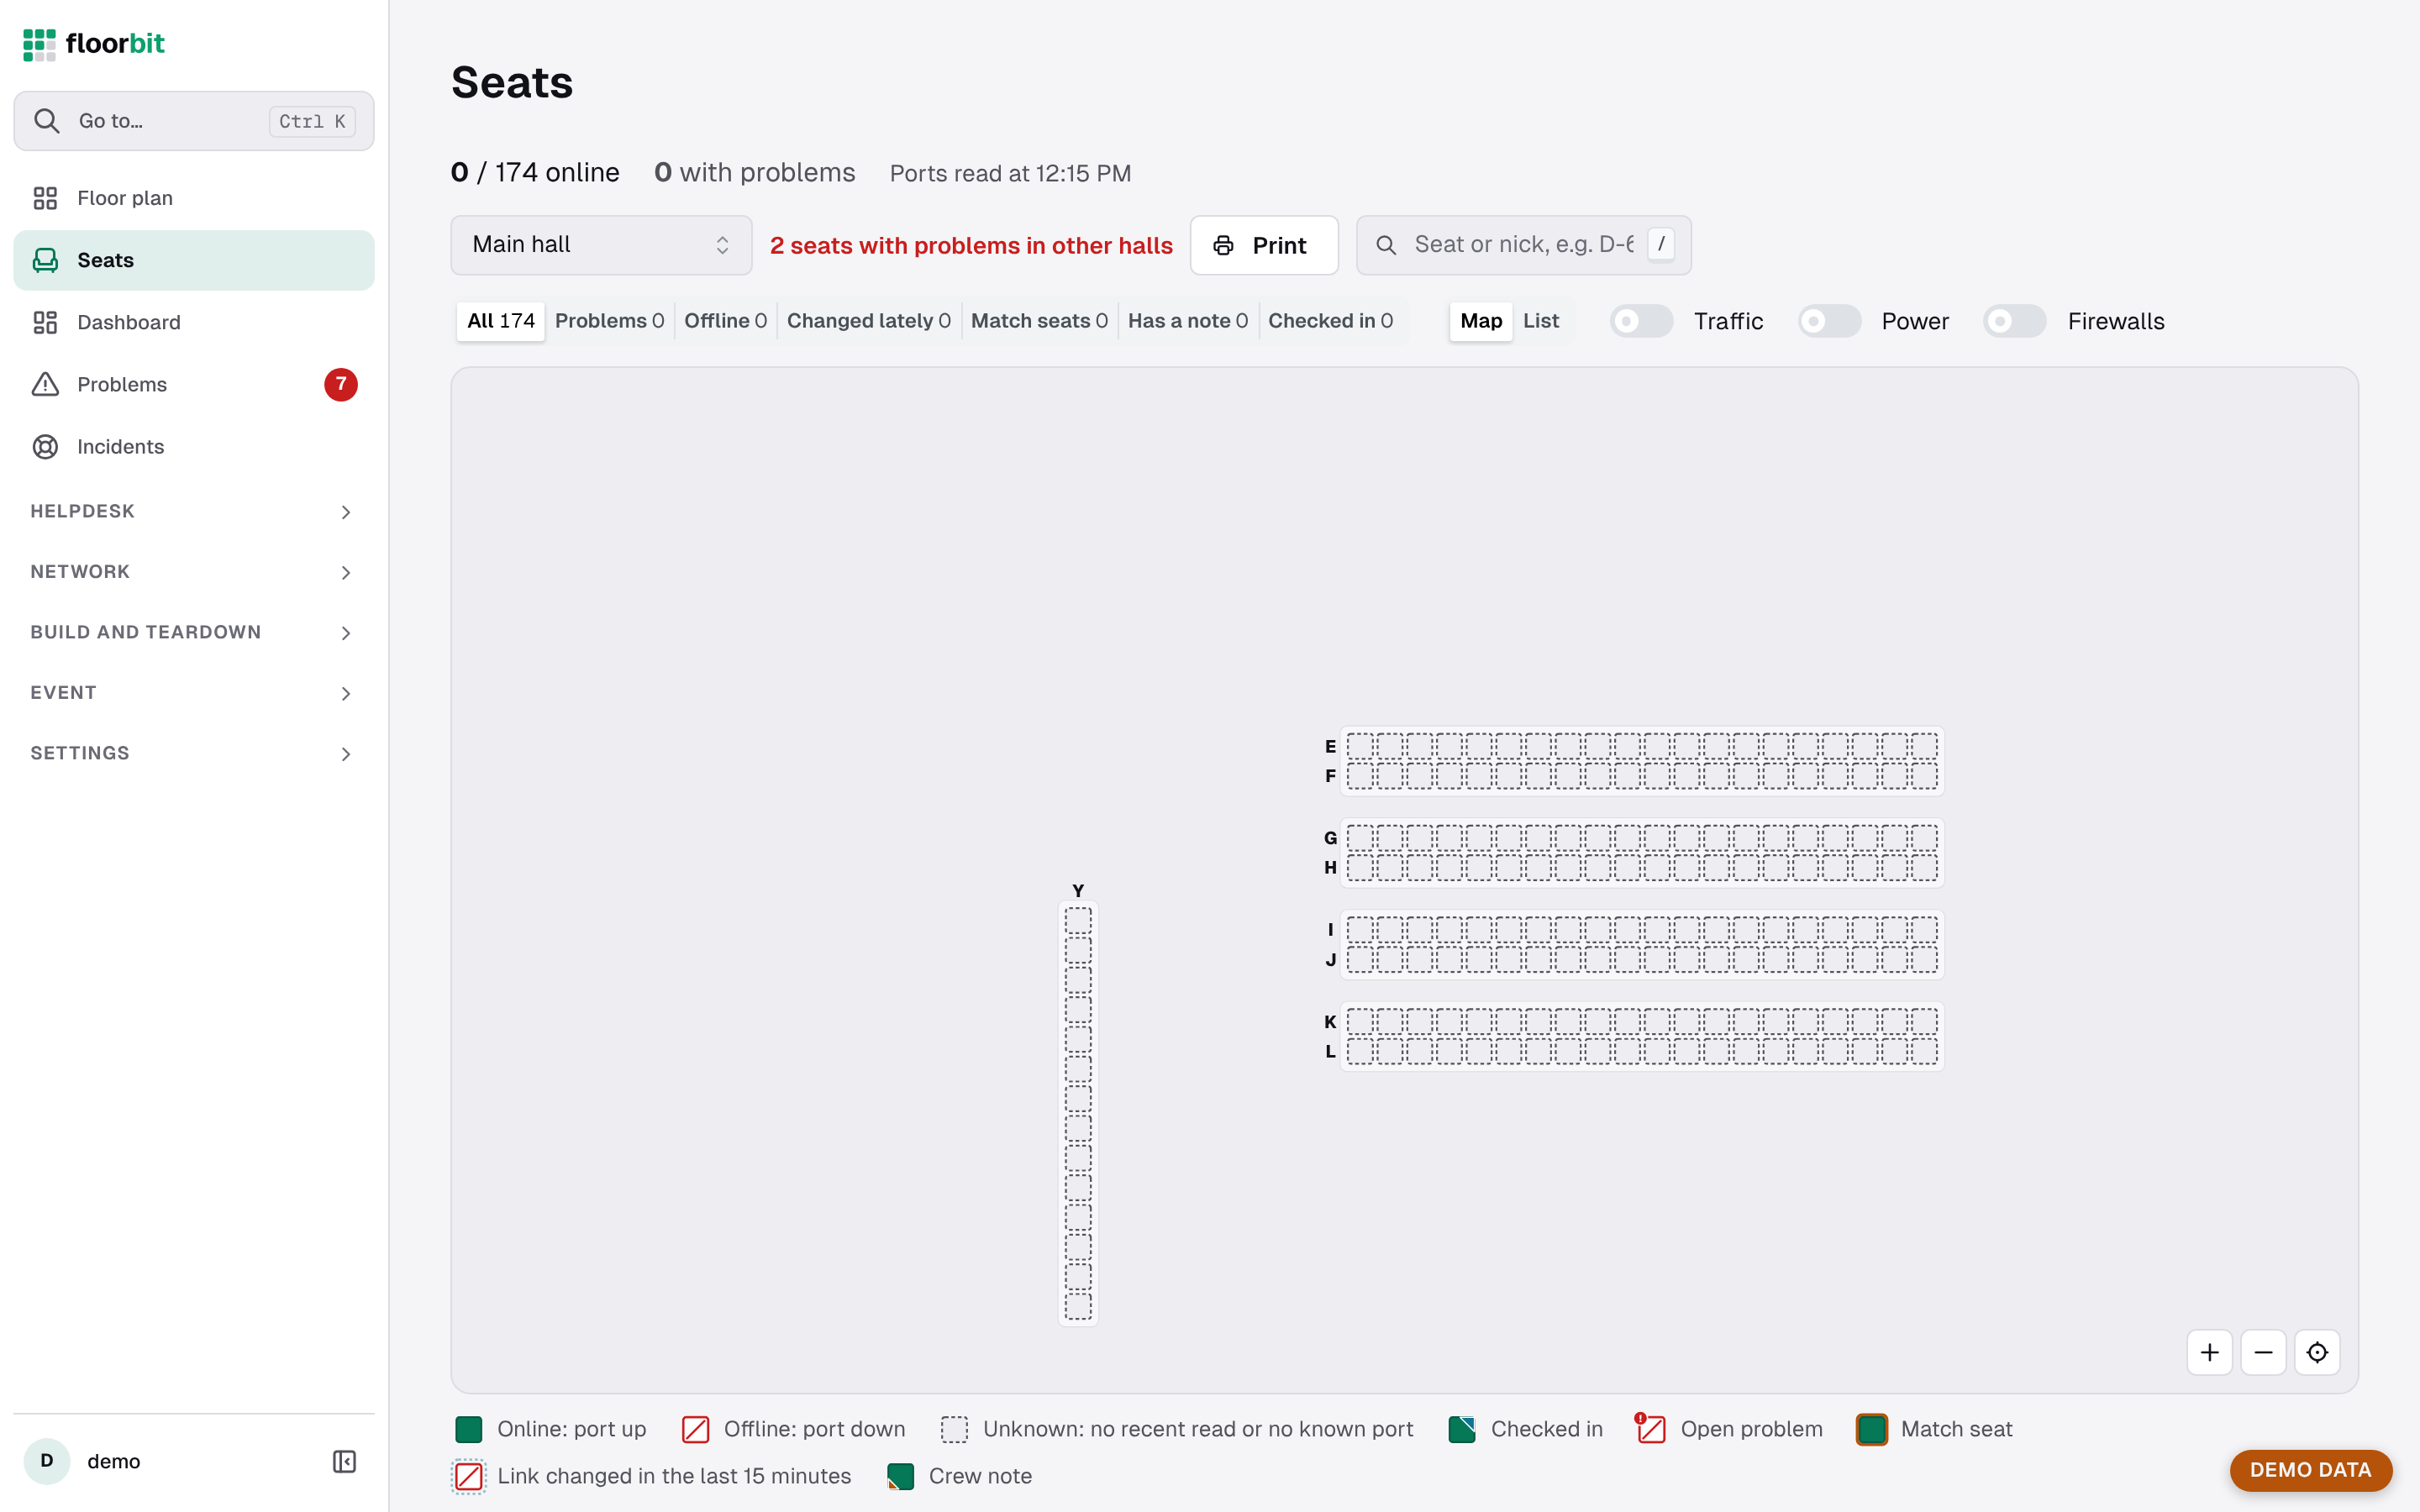 floorbit
Go to...
Ctrl K
Floor plan
Seats
Dashboard
Problems 7
Incidents
HELPDESK
NETWORK
BUILD AND TEARDOWN
EVENT
SETTINGS
D demo
Seats
0 / 174 online 0 with problems Ports read at 12:15 PM
Main hall 2 seats with problems in other halls Print Seat or nick, e.g. D-6 /
All 174 Problems 0 Offline 0 Changed lately 0 Match seats 0 Has a note 0 Checked in 0 Map List Traffic Power Firewalls
E
F
G
H
Y
I
J
K
L
+ −
Online: port up Offline: port down Unknown: no recent read or no known port Checked in ! Open problem Match seat
Link changed in the last 15 minutes Crew note
DEMO DATA